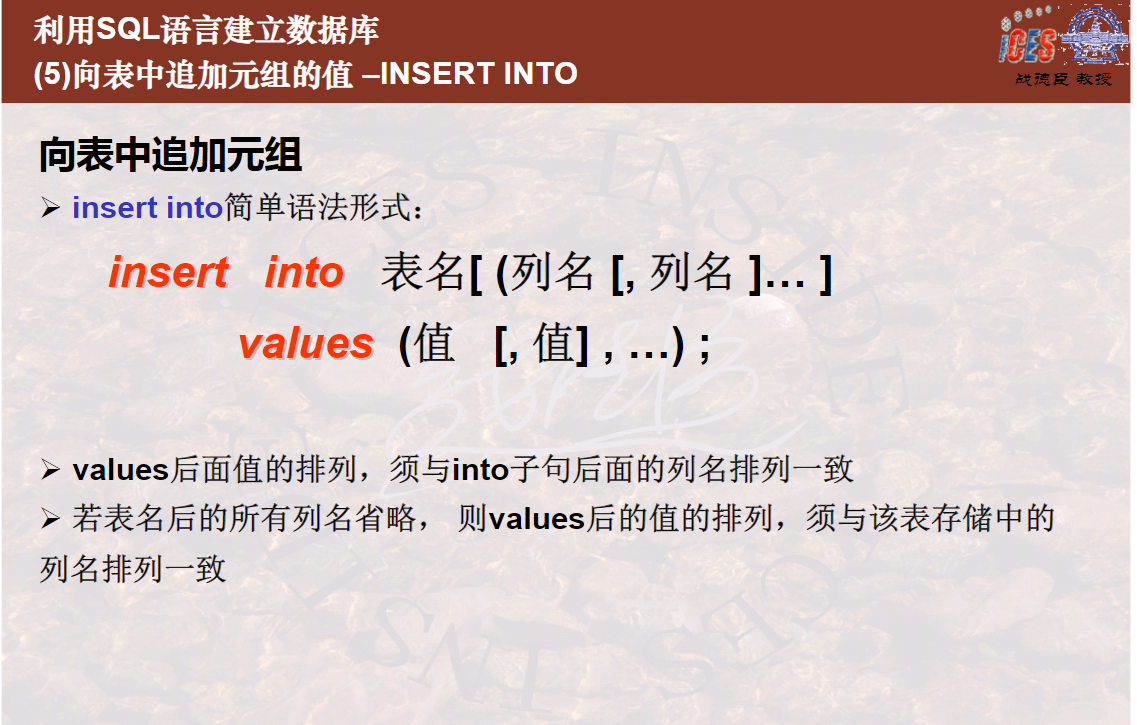 利用SQL语言建立数据库
(5)向表中追加元组的值 –INSERT INTO
iCES
战德臣 教授
向表中追加元组
➢ insert into简单语法形式：
insert into 表名[ (列名 [, 列名 ]… ]
values (值 [, 值] , …) ;
➢ values后面值的排列，须与into子句后面的列名排列一致
➢ 若表名后的所有列名省略， 则values后的值的排列，须与该表存储中的
列名排列一致